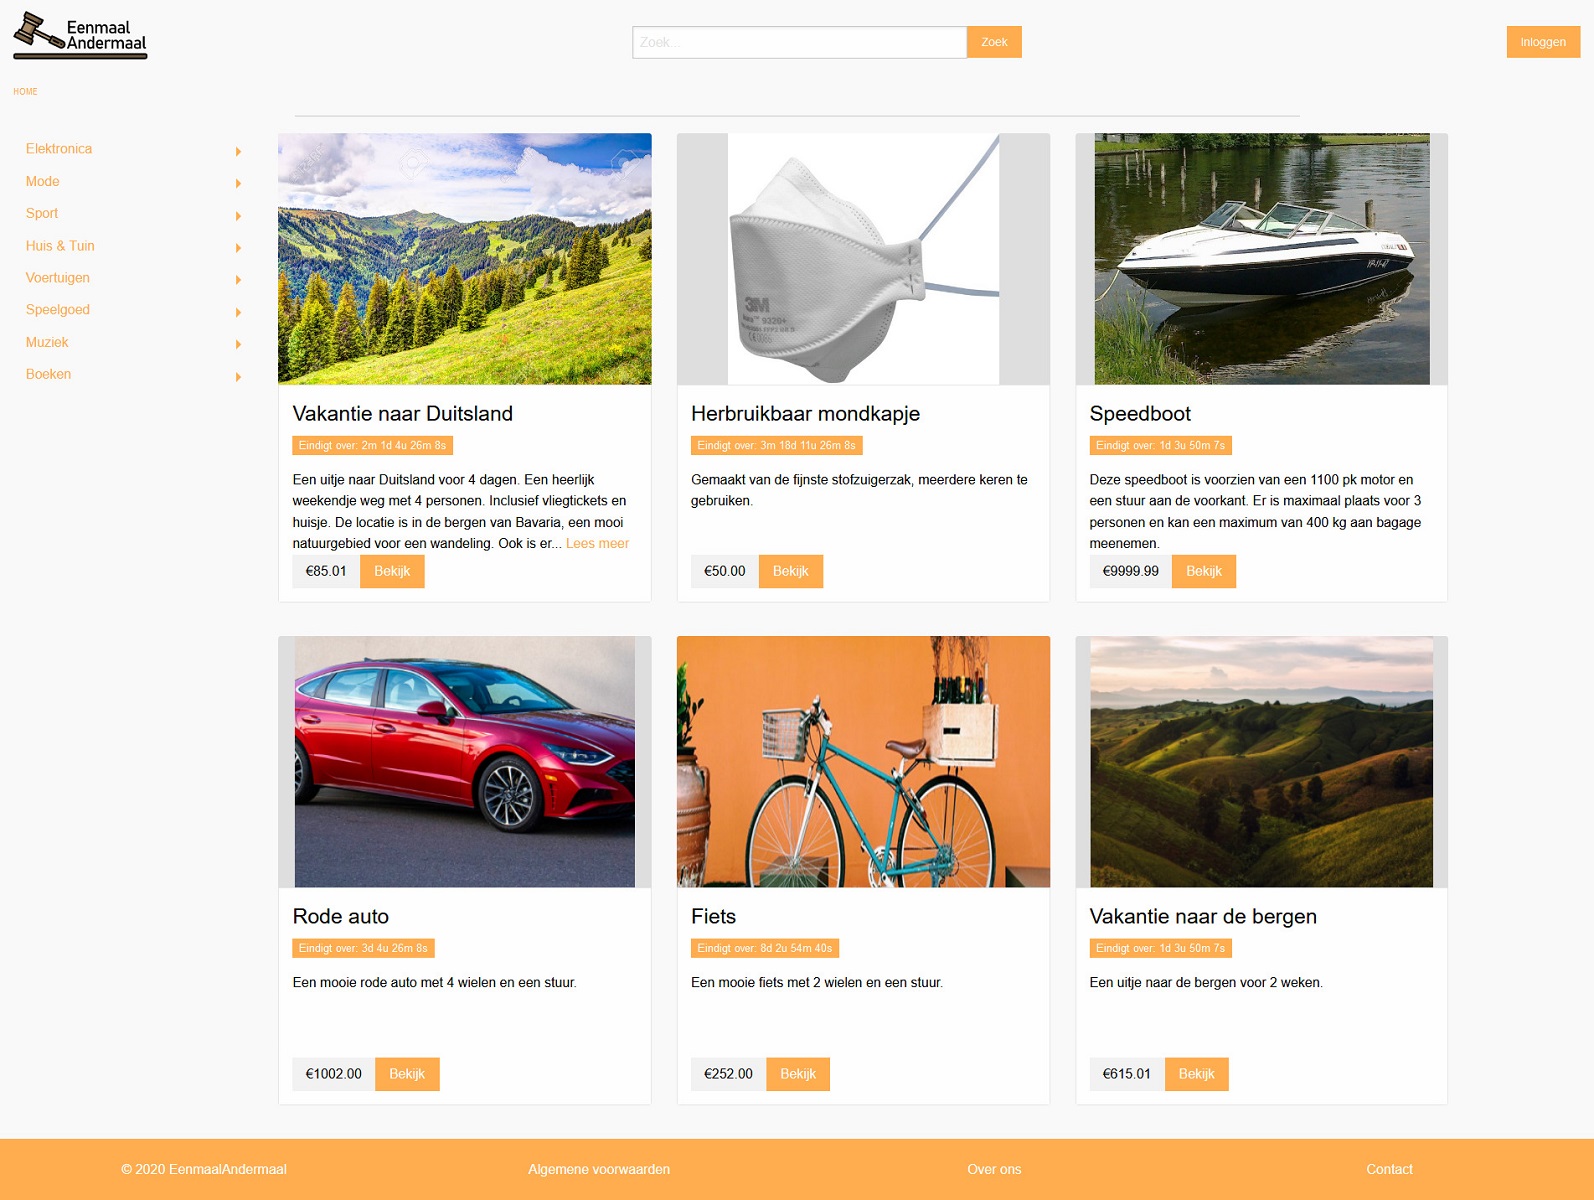 Eenmaal
Andermaal
Zoek...
Zoek
Inloggen
HOME
Elektronica
Mode
Sport
Huis & Tuin
Voertuigen
Speelgoed
Muziek
Boeken
Vakantie naar Duitsland
Eindigt over: 2m 1d 4u 26m 8s
Een uitje naar Duitsland voor 4 dagen. Een heerlijk
weekendje weg met 4 personen. Inclusief vliegtickets en
huisje. De locatie is in de bergen van Bavaria, een mooi
natuurgebied voor een wandeling. Ook is er... Lees meer
€85.01 Bekijk
3M
9320+
Herbruikbaar mondkapje
Eindigt over: 3m 18d 11u 26m 8s
Gemaakt van de fijnste stofzuigerzak, meerdere keren te
gebruiken.
€50.00 Bekijk
Speedboot
Eindigt over: 1d 3u 50m 7s
Deze speedboot is voorzien van een 1100 pk motor en
een stuur aan de voorkant. Er is maximaal plaats voor 3
personen en kan een maximum van 400 kg aan bagage
meenemen.
€9999.99 Bekijk
Rode auto
Eindigt over: 3d 4u 26m 8s
Een mooie rode auto met 4 wielen en een stuur.
€1002.00 Bekijk
Fiets
Eindigt over: 8d 2u 54m 40s
Een mooie fiets met 2 wielen en een stuur.
€252.00 Bekijk
Vakantie naar de bergen
Eindigt over: 1d 3u 50m 7s
Een uitje naar de bergen voor 2 weken.
€615.01 Bekijk
© 2020 EenmaalAndermaal
Algemene voorwaarden
Over ons
Contact